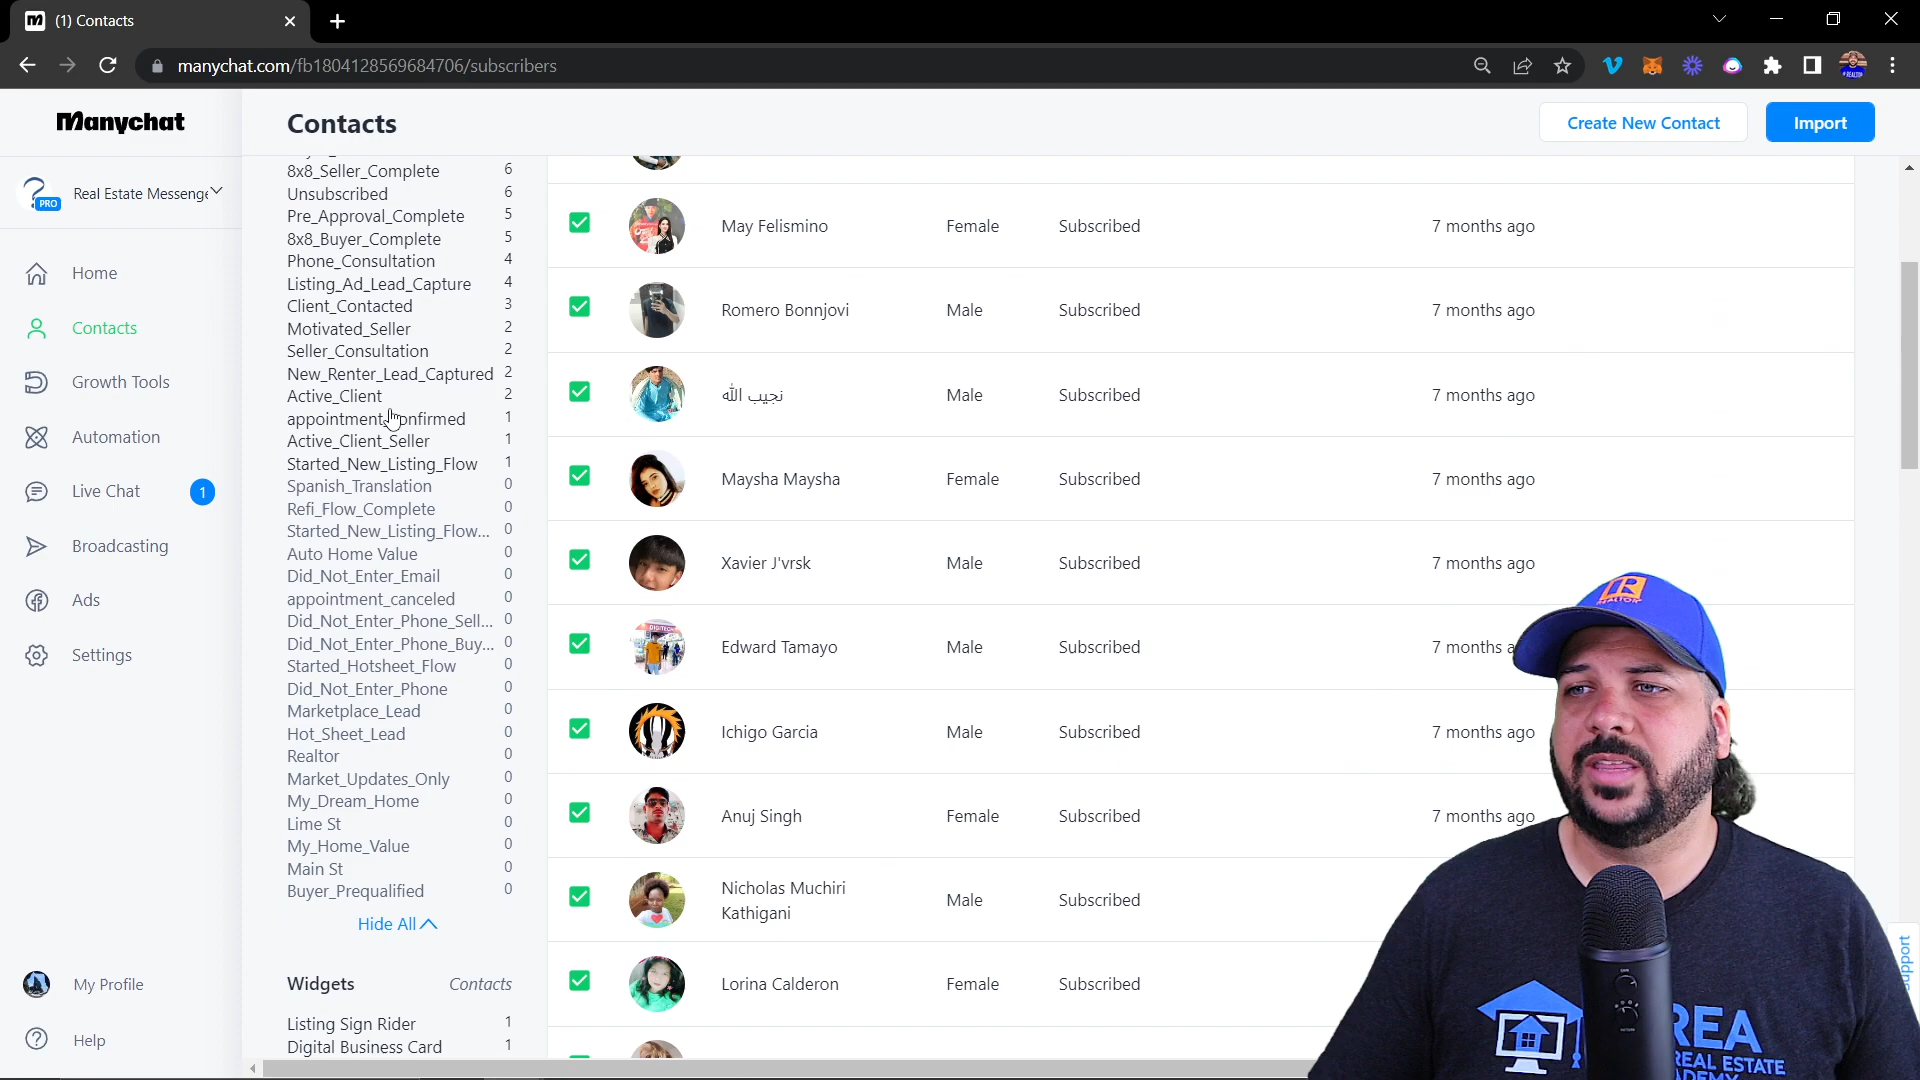 (1) Contacts
manychat.com/fb1804128569684706/subscribers
Manychat
Contacts
Create New Contact
Import
PRO
Real Estate Messenge
Home
Contacts
Growth Tools
Automation
Live Chat
1
Broadcasting
Ads
Settings
My Profile
Help
8x8_Seller_Complete 6
Unsubscribed 6
Pre_Approval_Complete 5
8x8_Buyer_Complete 5
Phone_Consultation 4
Listing_Ad_Lead_Capture 4
Client_Contacted 3
Motivated_Seller 2
Seller_Consultation 2
New_Renter_Lead_Captured 2
Active_Client 2
appointment_confirmed 1
Active_Client_Seller 1
Started_New_Listing_Flow 1
Spanish_Translation 0
Refi_Flow_Complete 0
Started_New_Listing_Flow... 0
Auto Home Value 0
Did_Not_Enter_Email 0
appointment_canceled 0
Did_Not_Enter_Phone_Sell... 0
Did_Not_Enter_Phone_Buy... 0
Started_Hotsheet_Flow 0
Did_Not_Enter_Phone 0
Marketplace_Lead 0
Hot_Sheet_Lead 0
Realtor 0
Market_Updates_Only 0
My_Dream_Home 0
Lime St 0
My_Home_Value 0
Main St 0
Buyer_Prequalified 0
Hide All
Widgets Contacts
Listing Sign Rider 1
Digital Business Card 1
May Felismino Female Subscribed 7 months ago
Romero Bonnjovi Male Subscribed 7 months ago
نجيب الله Male Subscribed 7 months ago
Maysha Maysha Female Subscribed 7 months ago
Xavier J'vrsk Male Subscribed 7 months ago
Edward Tamayo Male Subscribed 7 months a
Ichigo Garcia Male Subscribed 7 months ago
Anuj Singh Female Subscribed 7 months ago
Nicholas Muchiri
Kathigani Male Subscribed
Lorina Calderon Female Subscribed
REALTOR
REA
REAL ESTATE
ADEMY
upport